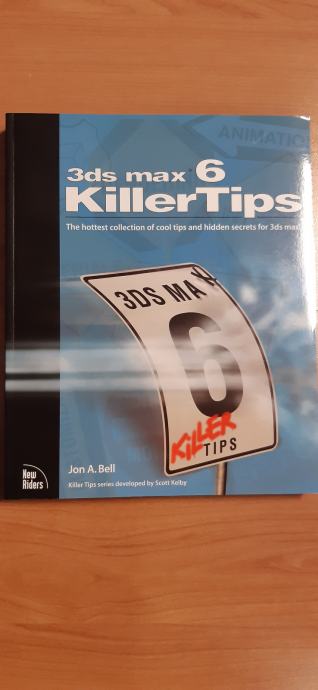 ANIMATIO
3ds max 6
KillerTips
The hottest collection of cool tips and hidden secrets for 3ds max
3DS MAX
6
KILLER
TIPS
Jon A. Bell
New
Riders
Killer Tips series developed by Scott Kelby